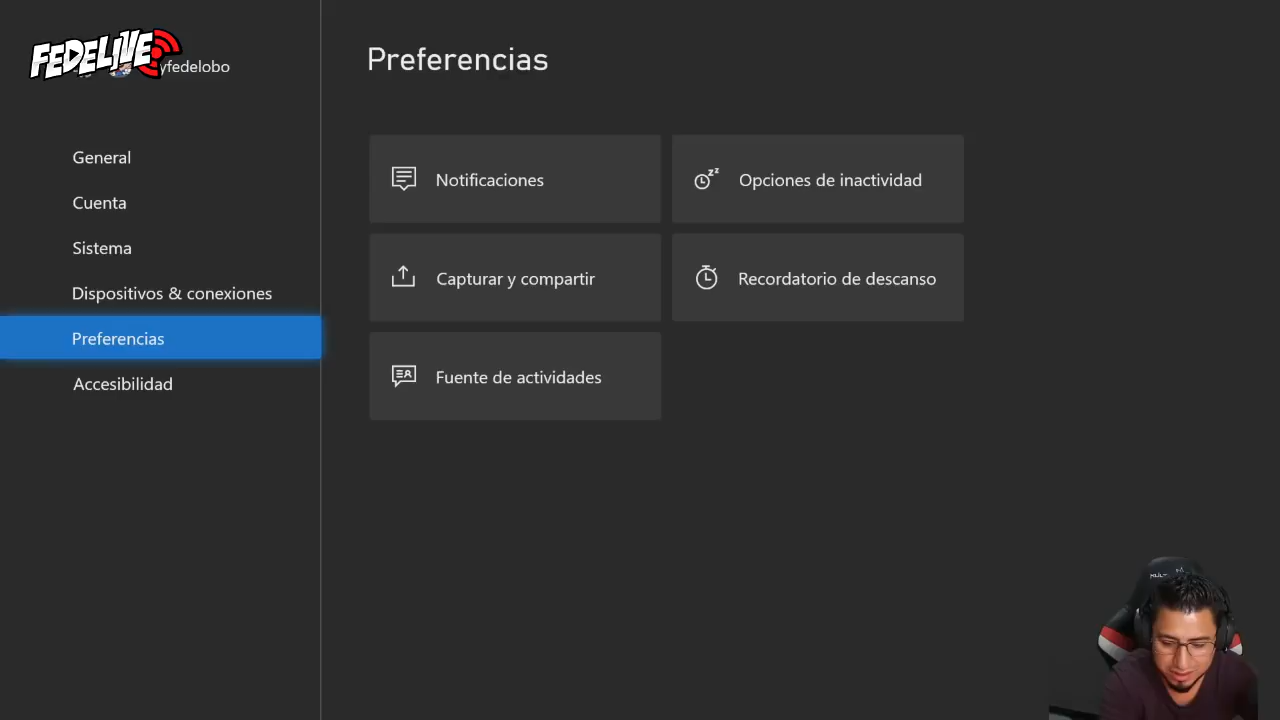 FEDELIVE
yfedelobo
Preferencias
General
Cuenta
Sistema
Dispositivos & conexiones
Preferencias
Accesibilidad
Notificaciones
Opciones de inactividad
Capturar y compartir
Recordatorio de descanso
Fuente de actividades